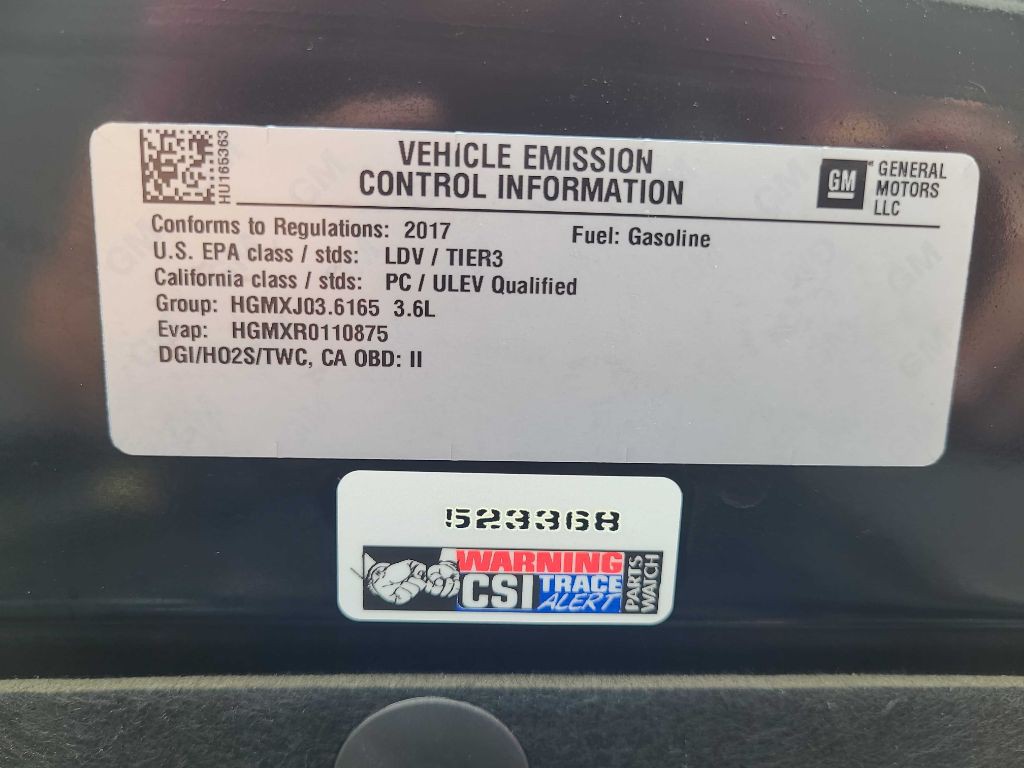 HU165363
VEHICLE EMISSION
CONTROL INFORMATION
GM
GENERAL
MOTORS
LLC
Conforms to Regulations: 2017
Fuel: Gasoline
U.S. EPA class / stds: LDV / TIER3
California class / stds: PC / ULEV Qualified
Group: HGMXJ03.6165 3.6L
Evap: HGMXR0110875
DGI/HO2S/TWC, CA OBD: II
523368
WARNING
CSI TRACE
ALERT
PARTS
WATCH